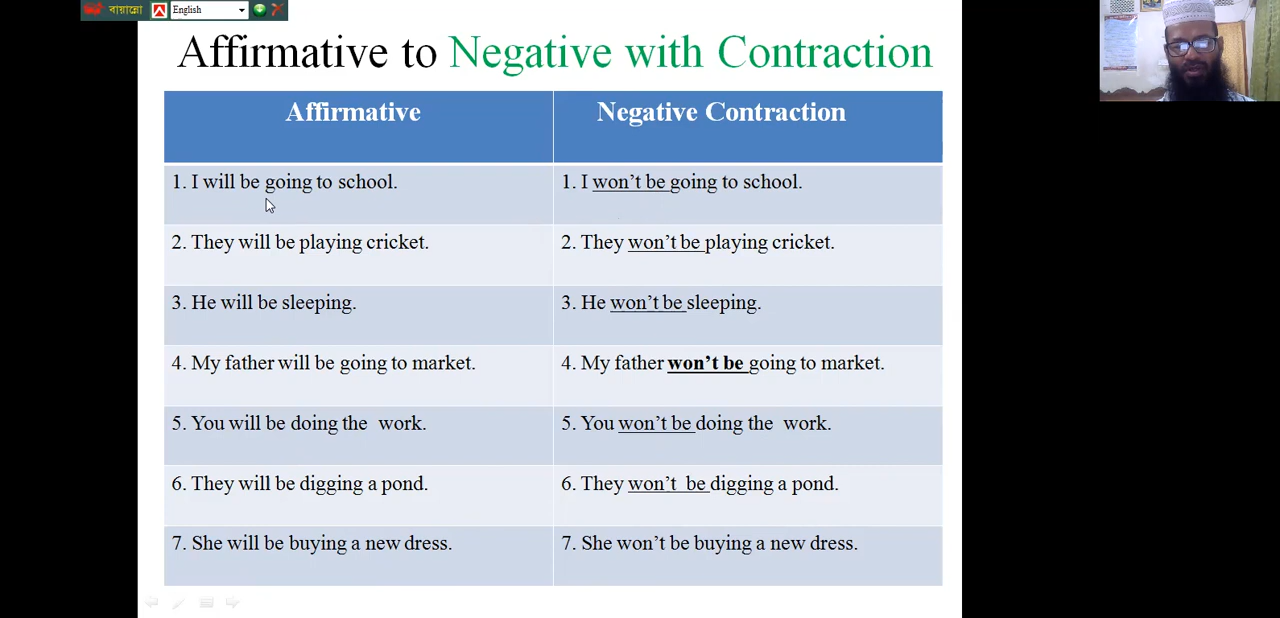 বায়ান্নো English
Affirmative to Negative with Contraction
Affirmative Negative Contraction
1. I will be going to school. 1. I won't be going to school.
2. They will be playing cricket. 2. They won't be playing cricket.
3. He will be sleeping. 3. He won't be sleeping.
4. My father will be going to market. 4. My father won't be going to market.
5. You will be doing the  work. 5. You won't be doing the  work.
6. They will be digging a pond. 6. They won't  be digging a pond.
7. She will be buying a new dress. 7. She won't be buying a new dress.